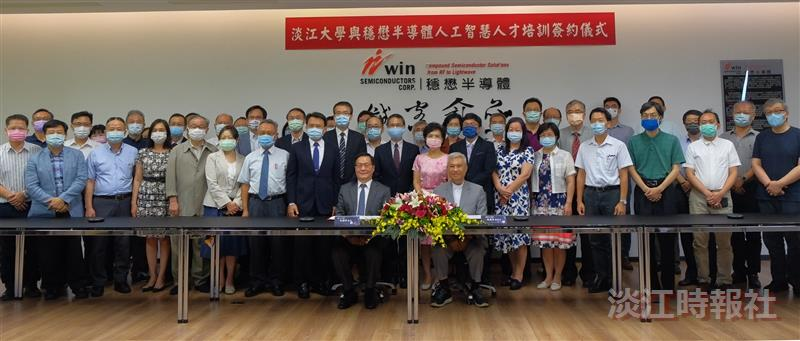 淡江大學與穩懋半導體人工智慧人才培訓簽約儀式
win
SEMICONDUCTORS
CORP.
Compound Semiconductor Solutions
from RF to Lightwave
穩懋半導體
淡江時報社